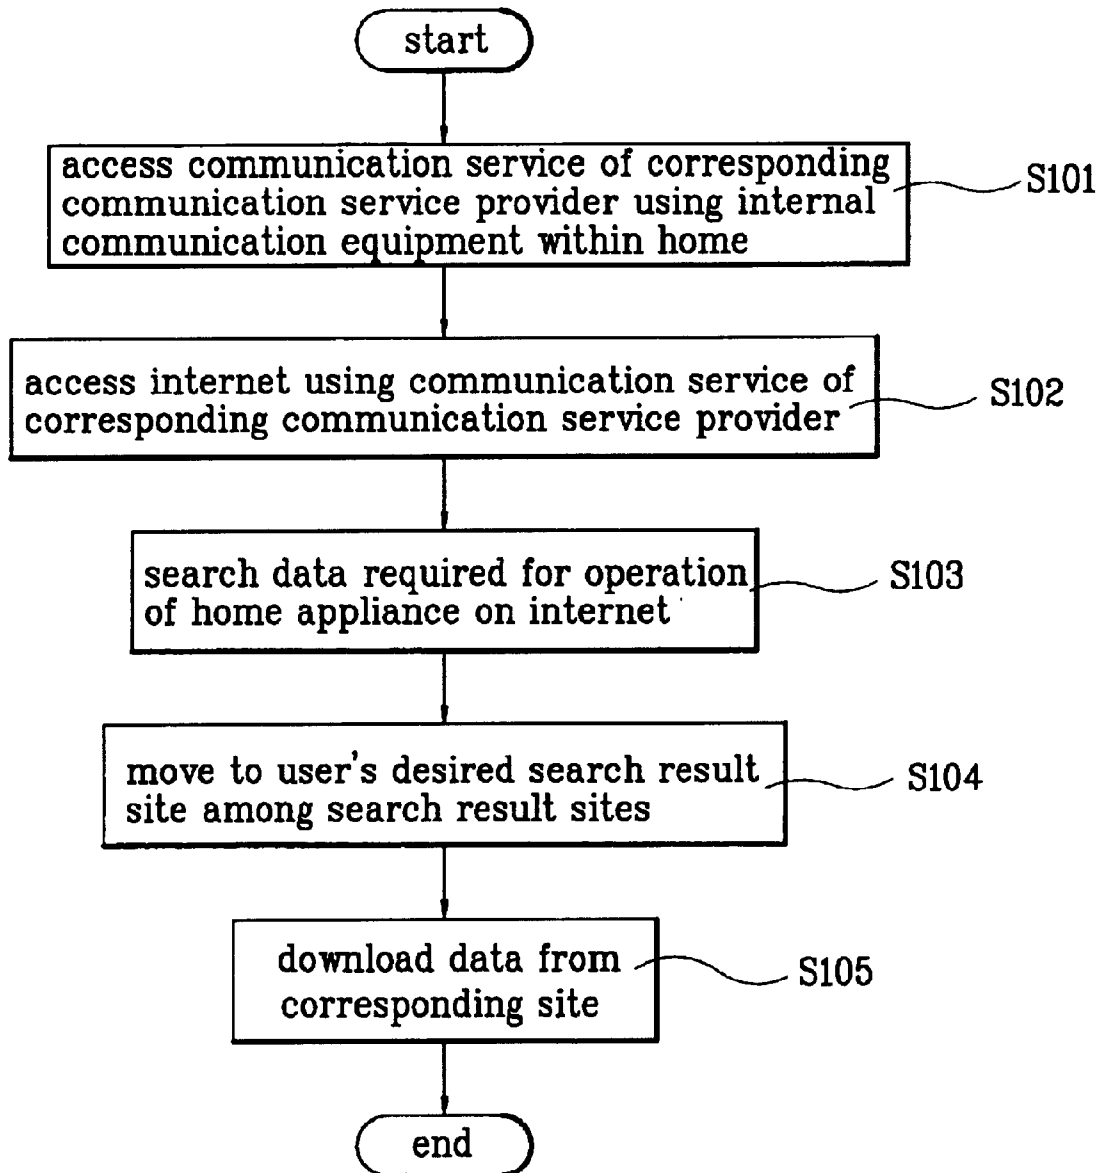 start
access communication service of corresponding
communication service provider using internal
communication equipment within home
S101
access internet using communication service of
corresponding communication service provider
S102
search data required for operation
of home appliance on internet
S103
move to user's desired search result
site among search result sites
S104
download data from
corresponding site
S105
end